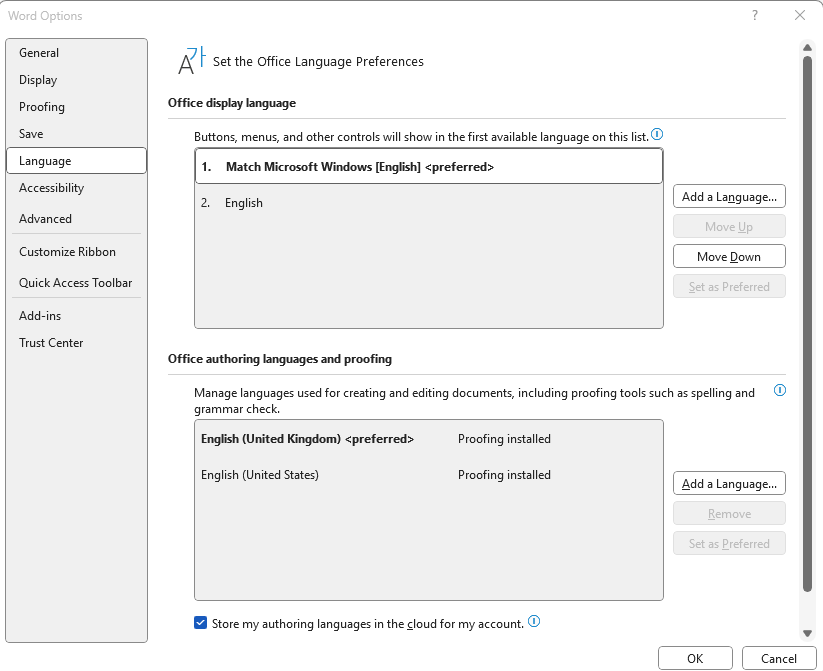 Word Options
?
General
Display
Proofing
Save
Language
Accessibility
Advanced
Customize Ribbon
Quick Access Toolbar
Add-ins
Trust Center
A가 Set the Office Language Preferences
Office display language
Buttons, menus, and other controls will show in the first available language on this list.
1. Match Microsoft Windows [English] <preferred>
2. English
Add a Language...
Move Up
Move Down
Set as Preferred
Office authoring languages and proofing
Manage languages used for creating and editing documents, including proofing tools such as spelling and
grammar check.
English (United Kingdom) <preferred> Proofing installed
English (United States) Proofing installed
Add a Language...
Remove
Set as Preferred
Store my authoring languages in the cloud for my account.
OK
Cancel